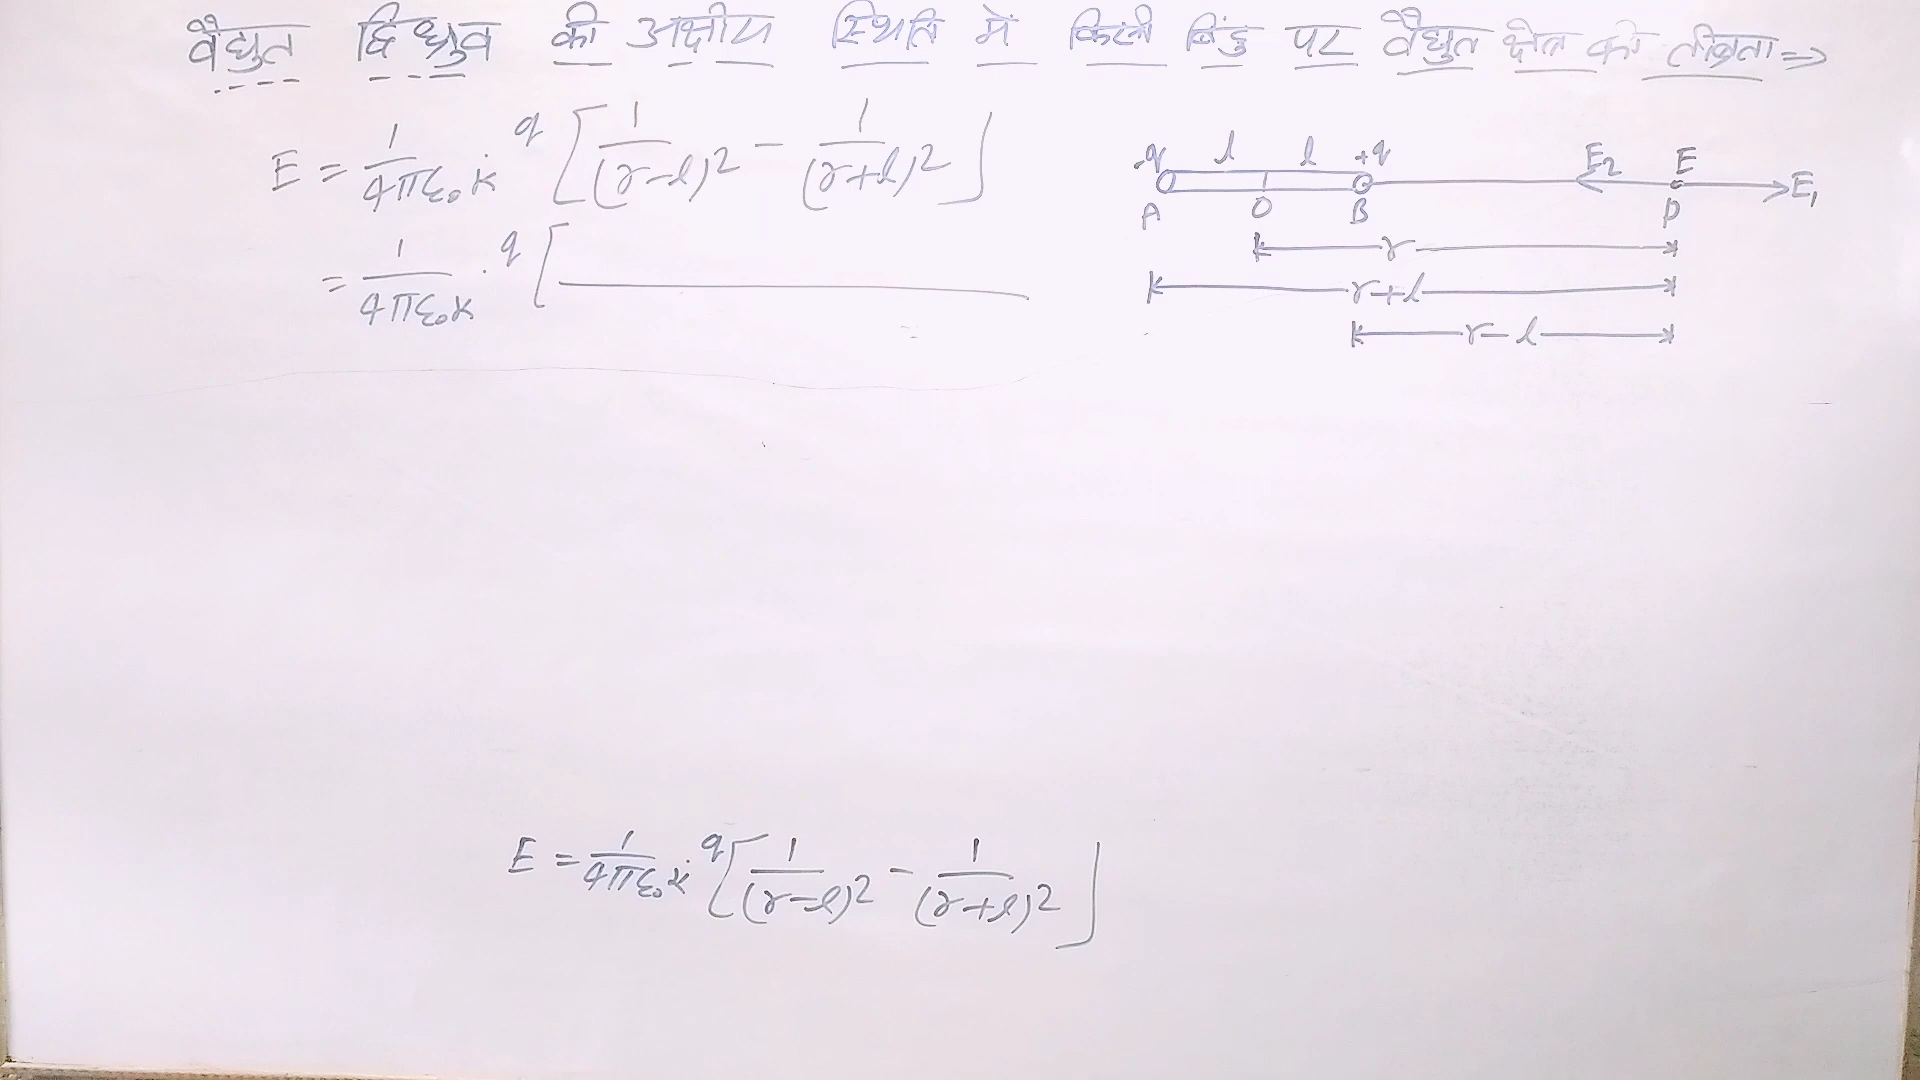 वैद्युत द्विध्रुव की अक्षीय स्थिति में किसी बिंदु पर वैद्युत क्षेत्र की तीव्रता ⇒
E = 1/4πε₀K · q [1/(r-l)² - 1/(r+l)²]
= 1/4πε₀K · q [
-q l l +q E₂ E E₁
A O B P
r
r+l
r-l
E = 1/4πε₀K · q [1/(r-l)² - 1/(r+l)²]